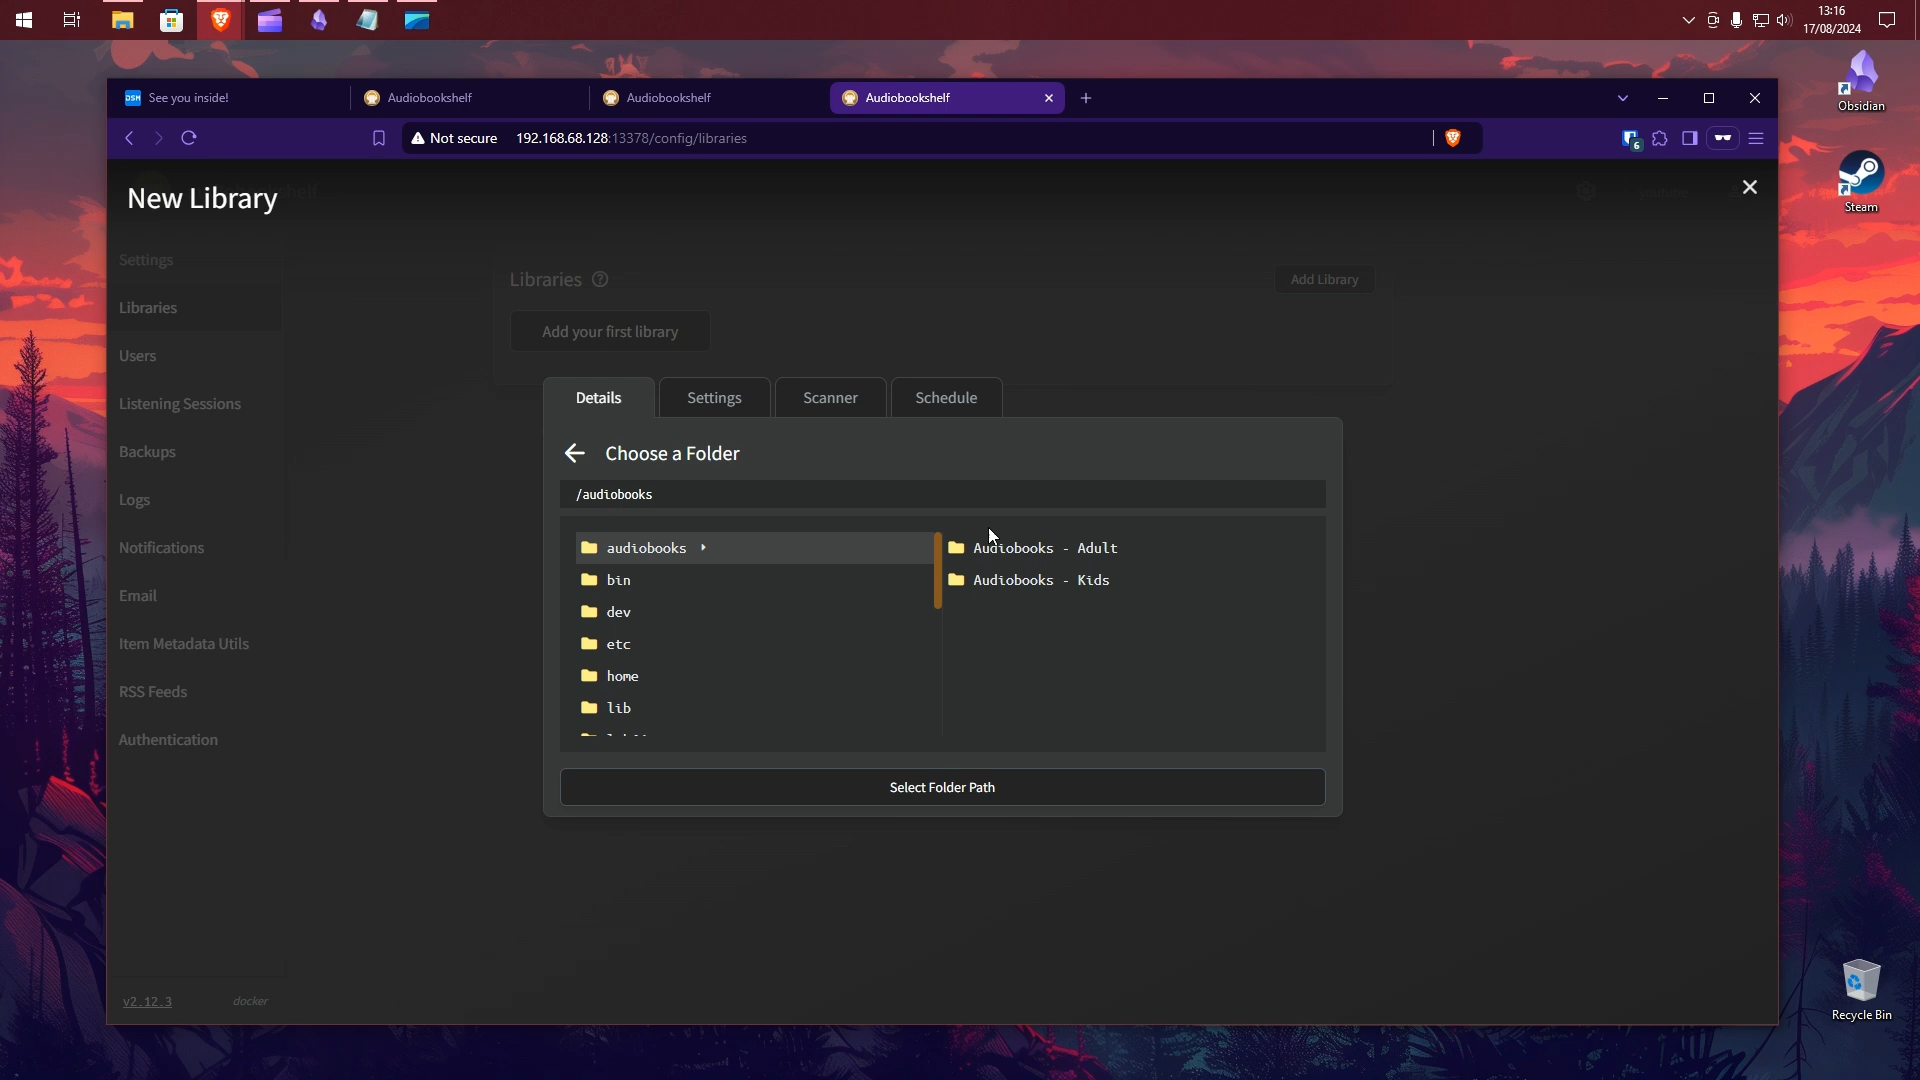 13:16
17/08/2024
See you inside!
Audiobookshelf
Audiobookshelf
Audiobookshelf
Not secure 192.168.68.128:13378/config/libraries
6
New Library
Settings
Libraries
Add Library
Libraries
Add your first library
Users
Listening Sessions
Details
Settings
Scanner
Schedule
Backups
Choose a Folder
/audiobooks
Logs
Notifications
audiobooks
Audiobooks - Adult
bin
Audiobooks - Kids
Email
dev
Item Metadata Utils
etc
home
RSS Feeds
lib
Authentication
Select Folder Path
v2.12.3
docker
Obsidian
Steam
Recycle Bin